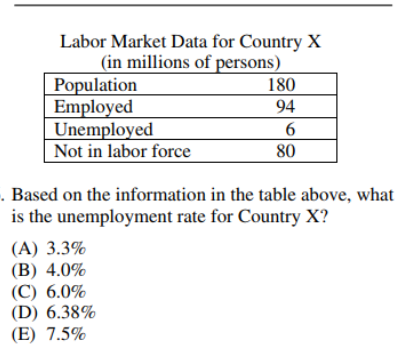 Labor Market Data for Country X
(in millions of persons)
Population 180
Employed 94
Unemployed 6
Not in labor force 80
. Based on the information in the table above, what
is the unemployment rate for Country X?
(A) 3.3%
(B) 4.0%
(C) 6.0%
(D) 6.38%
(E) 7.5%